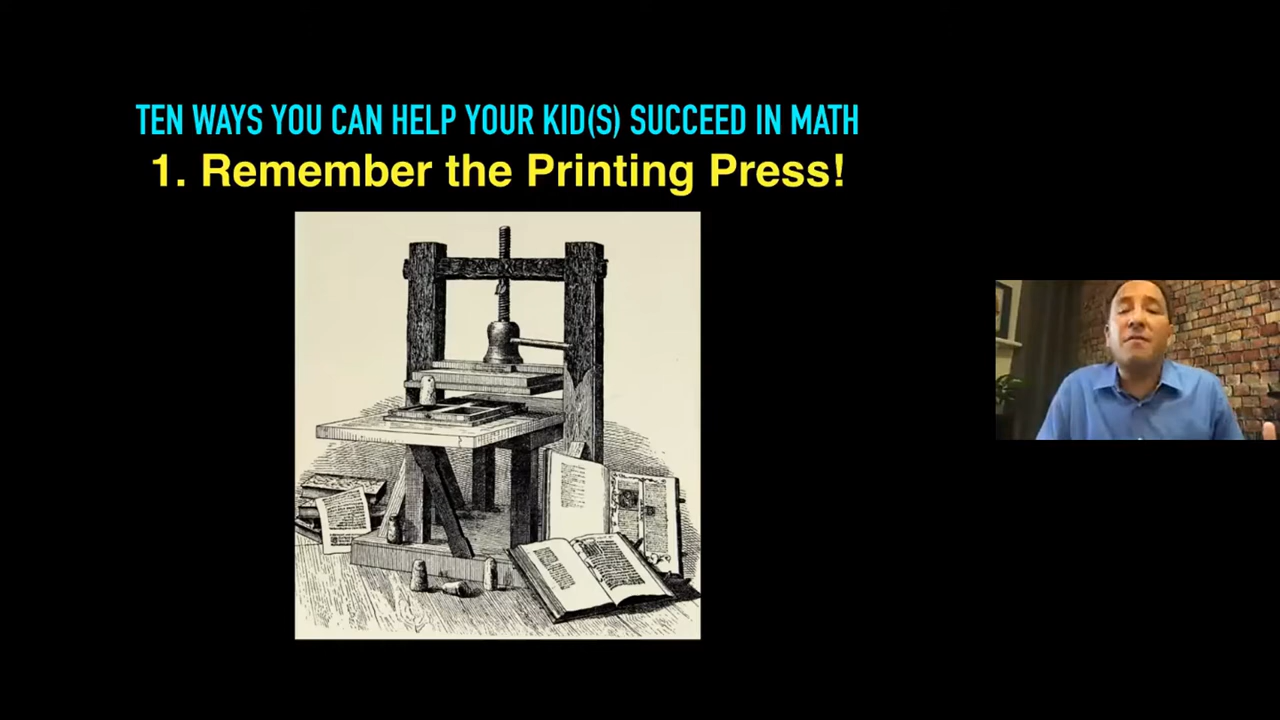 TEN WAYS YOU CAN HELP YOUR KID(S) SUCCEED IN MATH
1. Remember the Printing Press!